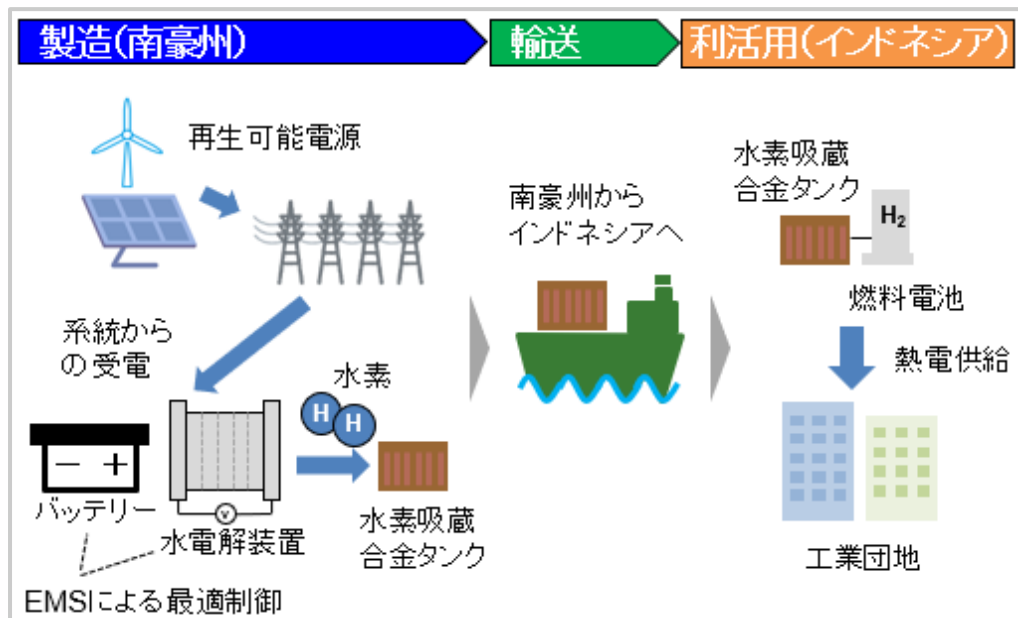 製造(南豪州)
輸送
利活用(インドネシア)
再生可能電源
系統から
の受電
水素
H
H
− +
バッテリー
V
水電解装置
水素吸蔵
合金タンク
EMSによる最適制御
南豪州から
インドネシアへ
水素吸蔵
合金タンク
H₂
燃料電池
熱電供給
工業団地